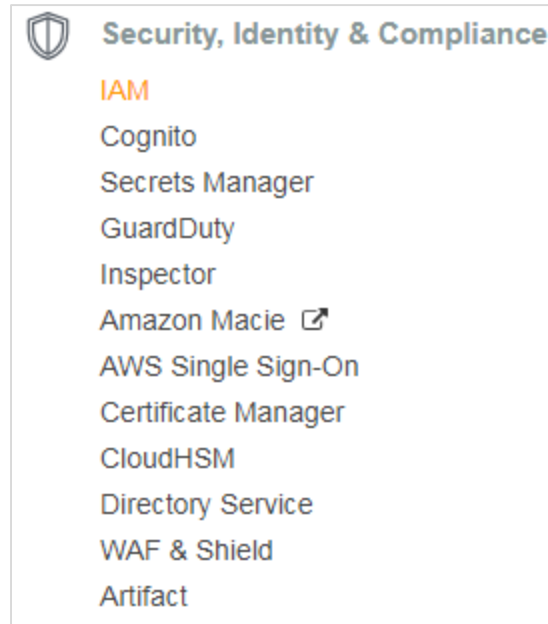 Security, Identity & Compliance
IAM
Cognito
Secrets Manager
GuardDuty
Inspector
Amazon Macie
AWS Single Sign-On
Certificate Manager
CloudHSM
Directory Service
WAF & Shield
Artifact